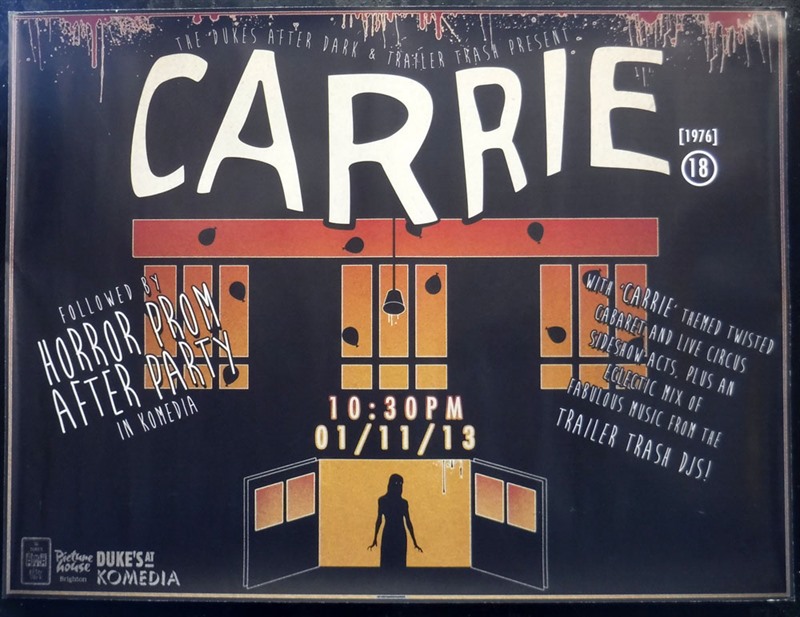 THE DUKES AFTER DARK & TRAILER TRASH PRESENT
CARRIE
[1976]
18
FOLLOWED BY
HORROR PROM
AFTER PARTY
IN KOMEDIA
WITH 'CARRIE' THEMED TWISTED
CABARET AND LIVE CIRCUS
SIDESHOW ACTS, PLUS AN
ECLECTIC MIX OF
FABULOUS MUSIC FROM THE
TRAILER TRASH DJS!
10:30PM
01/11/13
Picture
house
Brighton
DUKE'S AT
KOMEDIA